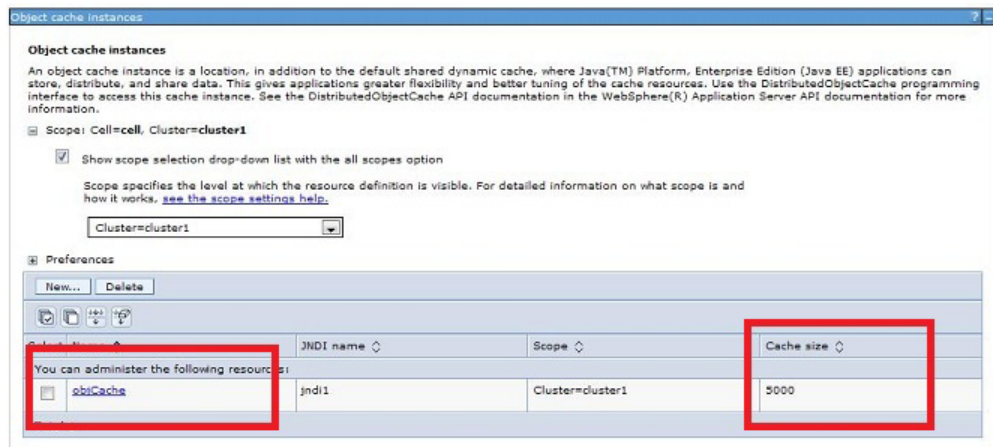 Object cache instances ? –
Object cache instances
An object cache instance is a location, in addition to the default shared dynamic cache, where Java(TM) Platform, Enterprise Edition (Java EE) applications can
store, distribute, and share data. This gives applications greater flexibility and better tuning of the cache resources. Use the DistributedObjectCache programming
interface to access this cache instance. See the DistributedObjectCache API documentation in the WebSphere(R) Application Server API documentation for more
information.
Scope: Cell=cell, Cluster=cluster1
Show scope selection drop-down list with the all scopes option
Scope specifies the level at which the resource definition is visible. For detailed information on what scope is and
how it works, see the scope settings help.
Cluster=cluster1
Preferences
New... Delete
JNDI name Scope Cache size
You can administer the following resources:
objCache jndi1 Cluster=cluster1 5000